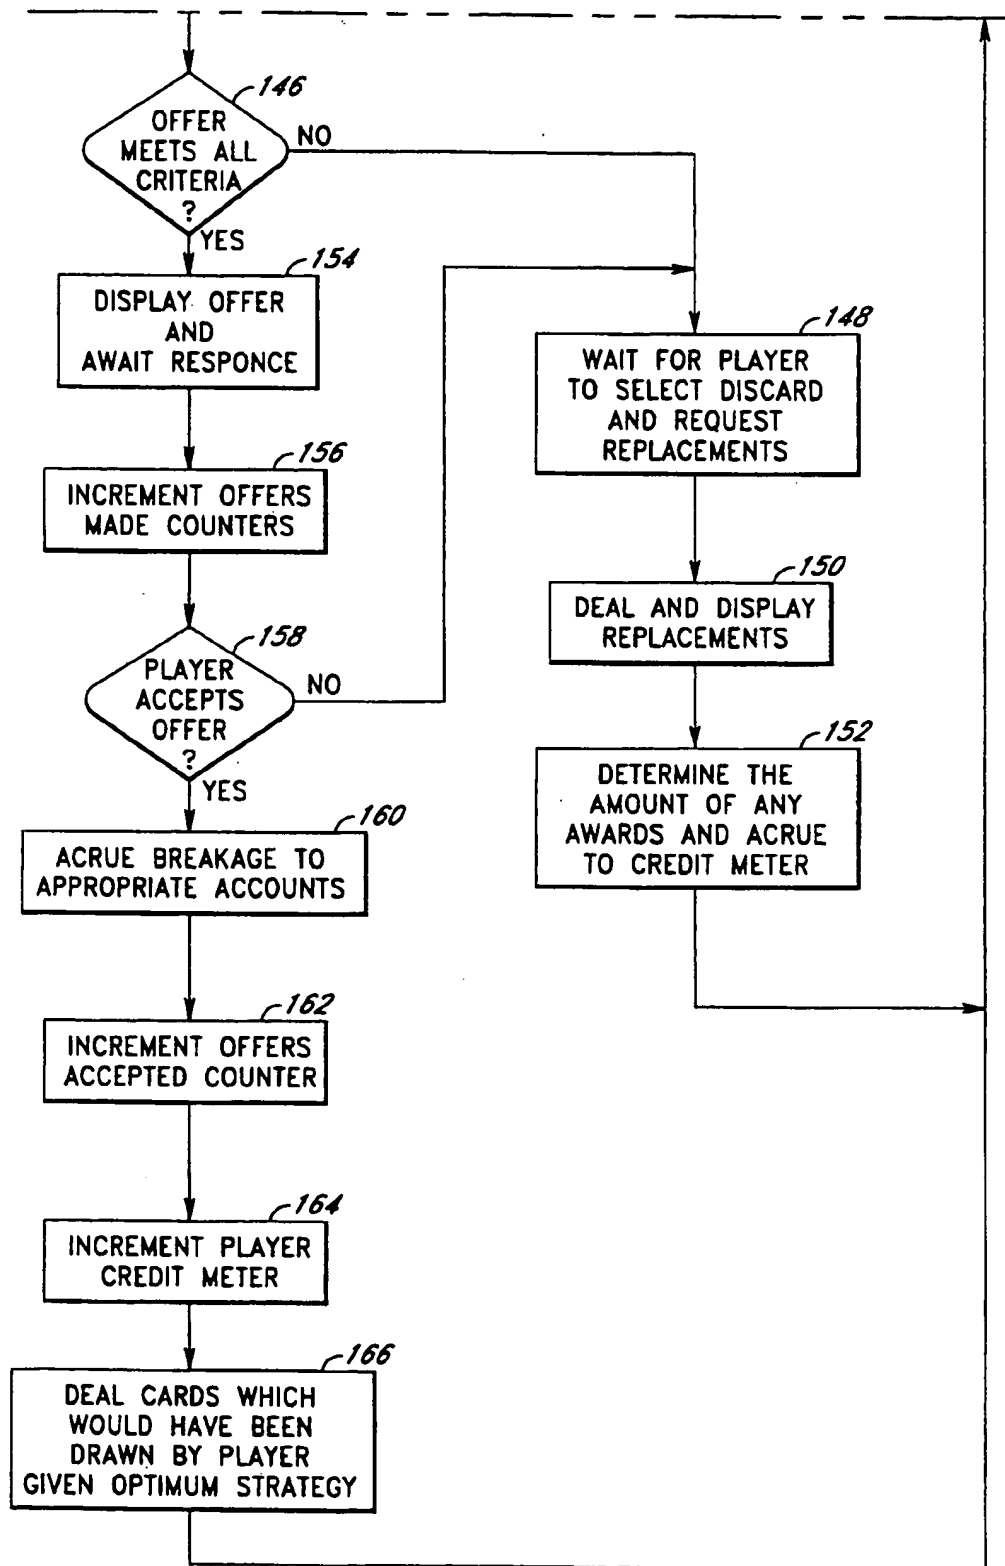 146
OFFER
MEETS ALL
CRITERIA
?
NO
YES
154
DISPLAY OFFER
AND
AWAIT RESPONCE
148
WAIT FOR PLAYER
TO SELECT DISCARD
AND REQUEST
REPLACEMENTS
156
INCREMENT OFFERS
MADE COUNTERS
150
DEAL AND DISPLAY
REPLACEMENTS
158
PLAYER
ACCEPTS
OFFER
?
NO
YES
152
DETERMINE THE
AMOUNT OF ANY
AWARDS AND ACRUE
TO CREDIT METER
160
ACRUE BREAKAGE TO
APPROPRIATE ACCOUNTS
162
INCREMENT OFFERS
ACCEPTED COUNTER
164
INCREMENT PLAYER
CREDIT METER
166
DEAL CARDS WHICH
WOULD HAVE BEEN
DRAWN BY PLAYER
GIVEN OPTIMUM STRATEGY